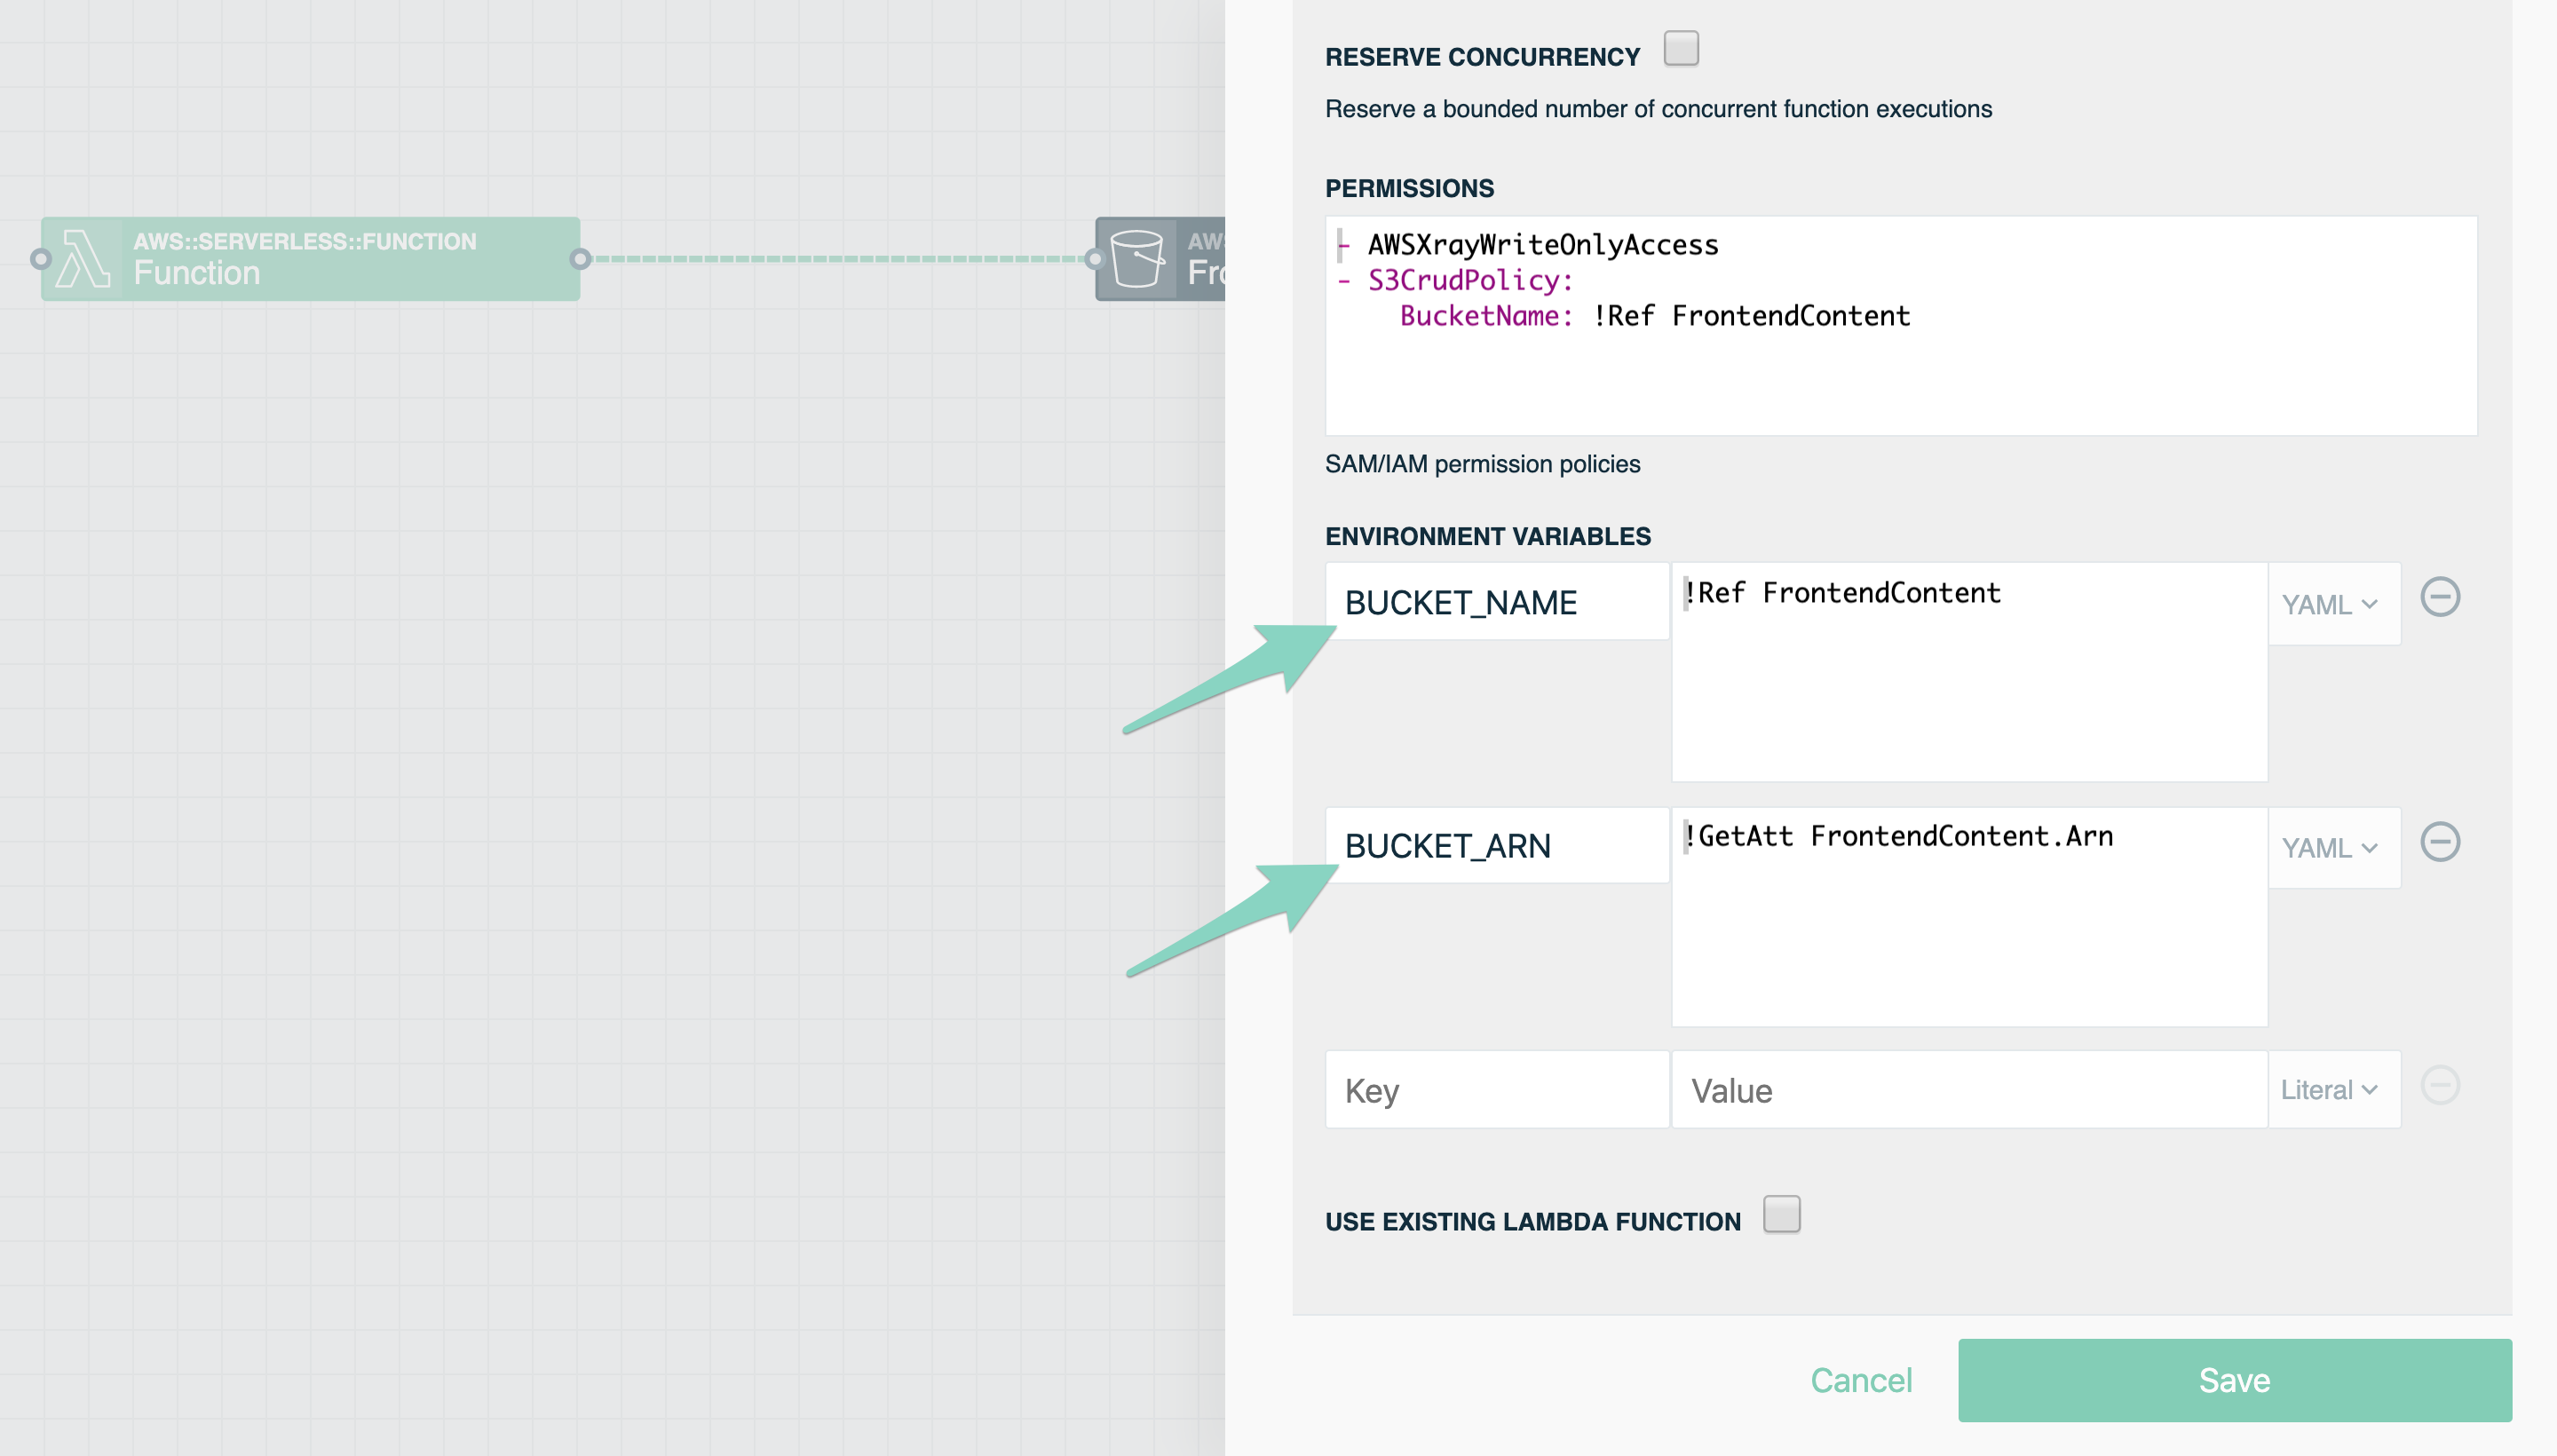 AWS::SERVERLESS::FUNCTION
Function
RESERVE CONCURRENCY
Reserve a bounded number of concurrent function executions
PERMISSIONS
- AWSXrayWriteOnlyAccess
- S3CrudPolicy:
BucketName: !Ref FrontendContent
SAM/IAM permission policies
ENVIRONMENT VARIABLES
BUCKET_NAME
!Ref FrontendContent
YAML
BUCKET_ARN
!GetAtt FrontendContent.Arn
YAML
Key
Value
Literal
USE EXISTING LAMBDA FUNCTION
Cancel
Save